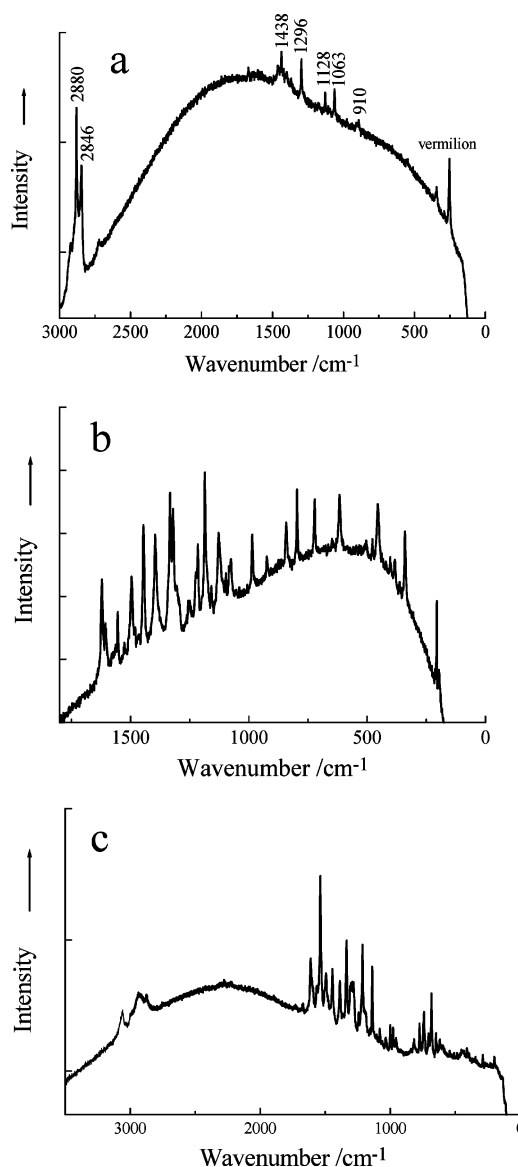 a
Intensity
2880
2846
1438
1296
1128
1063
910
vermilion
3000 2500 2000 1500 1000 500 0
Wavenumber /cm-1
b
Intensity
1500 1000 500 0
Wavenumber /cm-1
c
Intensity
3000 2000 1000 0
Wavenumber /cm-1